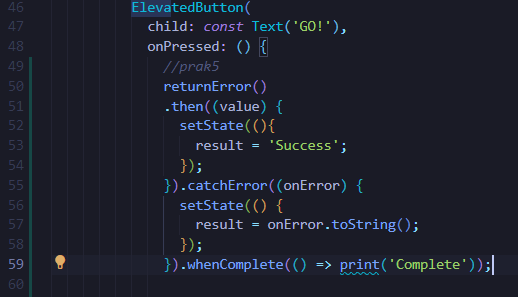 46 ElevatedButton(
47 child: const Text('GO!'),
48 onPressed: () {
49 //prak5
50 returnError()
51 .then((value) {
52 setState((){
53 result = 'Success';
54 });
55 }).catchError((onError) {
56 setState(() {
57 result = onError.toString();
58 });
59 }).whenComplete(() => print('Complete'));
60